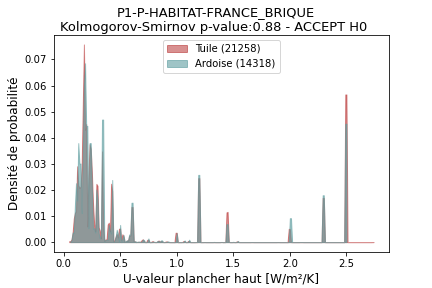 P1-P-HABITAT-FRANCE_BRIQUE
Kolmogorov-Smirnov p-value:0.88 - ACCEPT H0
Tuile (21258)
Ardoise (14318)
Densité de probabilité
0.07
0.06
0.05
0.04
0.03
0.02
0.01
0.00
0.0 0.5 1.0 1.5 2.0 2.5
U-valeur plancher haut [W/m²/K]